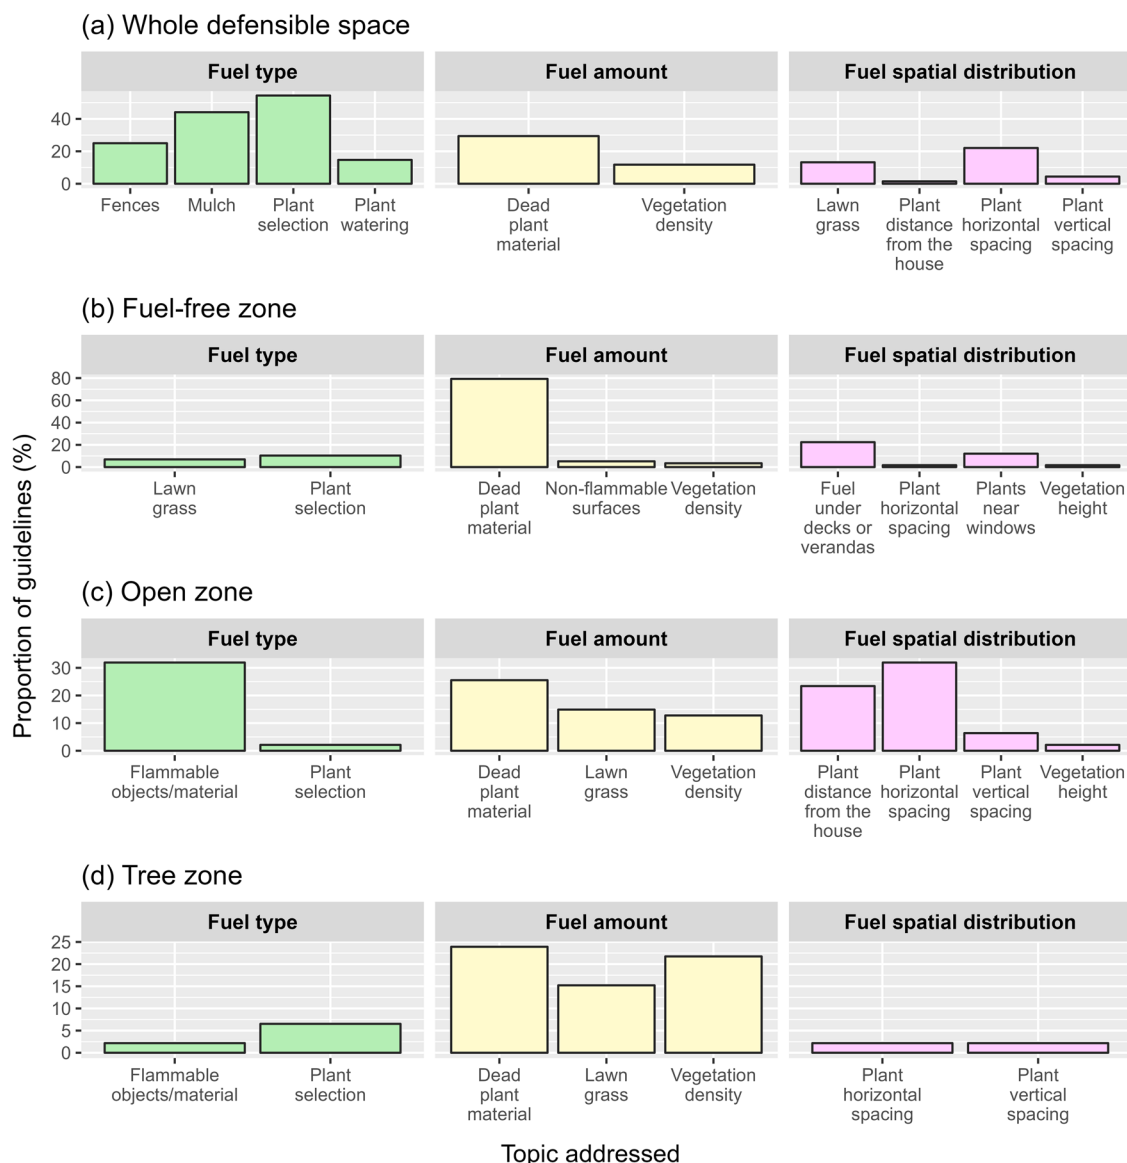 (a) Whole defensible space
Fuel type
Fuel amount
Fuel spatial distribution
40
20
0
Fences
Mulch
Plant
selection
Plant
watering
Dead
plant
material
Vegetation
density
Lawn
grass
Plant
distance
from the
house
Plant
horizontal
spacing
Plant
vertical
spacing
(b) Fuel-free zone
Fuel type
Fuel amount
Fuel spatial distribution
80
60
40
20
0
Lawn
grass
Plant
selection
Dead
plant
material
Non-flammable
surfaces
Vegetation
density
Fuel
under
decks or
verandas
Plant
horizontal
spacing
Plants
near
windows
Vegetation
height
Proportion of guidelines (%)
(c) Open zone
Fuel type
Fuel amount
Fuel spatial distribution
30
20
10
0
Flammable
objects/material
Plant
selection
Dead
plant
material
Lawn
grass
Vegetation
density
Plant
distance
from the
house
Plant
horizontal
spacing
Plant
vertical
spacing
Vegetation
height
(d) Tree zone
Fuel type
Fuel amount
Fuel spatial distribution
25
20
15
10
5
0
Flammable
objects/material
Plant
selection
Dead
plant
material
Lawn
grass
Vegetation
density
Plant
horizontal
spacing
Plant
vertical
spacing
Topic addressed